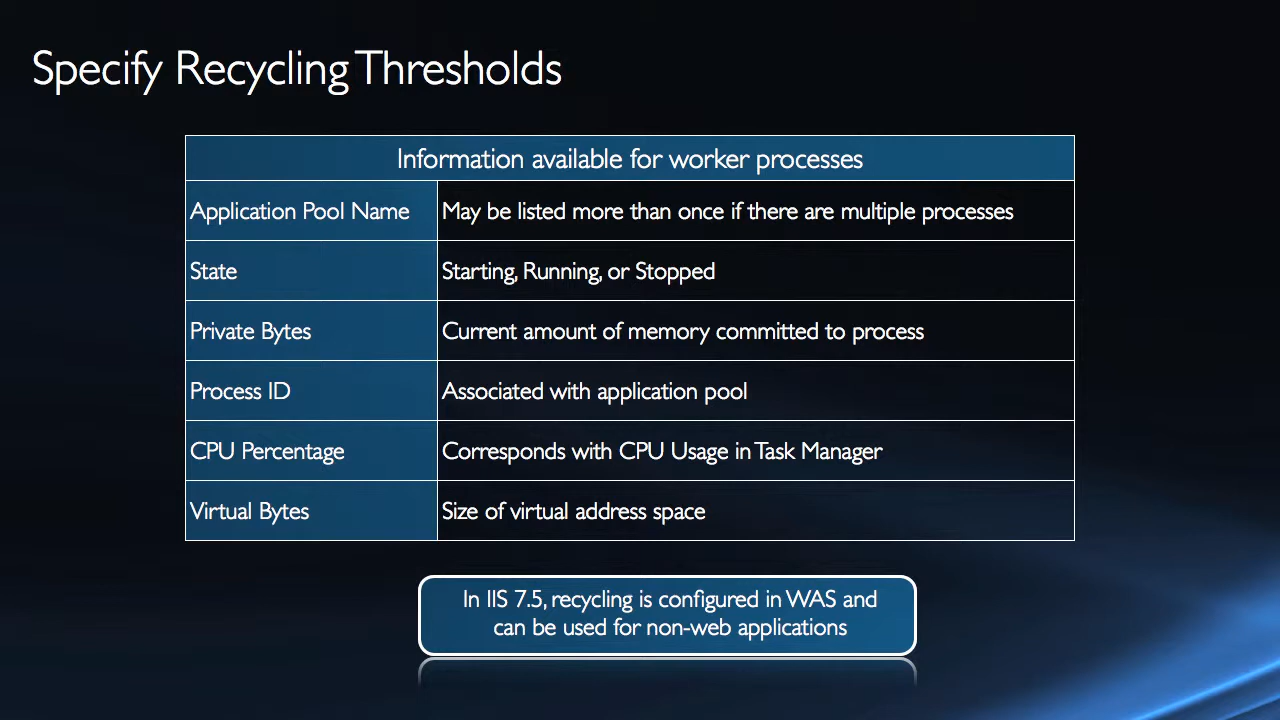 Specify Recycling Thresholds
Information available for worker processes
Application Pool Name May be listed more than once if there are multiple processes
State Starting, Running, or Stopped
Private Bytes Current amount of memory committed to process
Process ID Associated with application pool
CPU Percentage Corresponds with CPU Usage in Task Manager
Virtual Bytes Size of virtual address space
In IIS 7.5, recycling is configured in WAS and
can be used for non-web applications